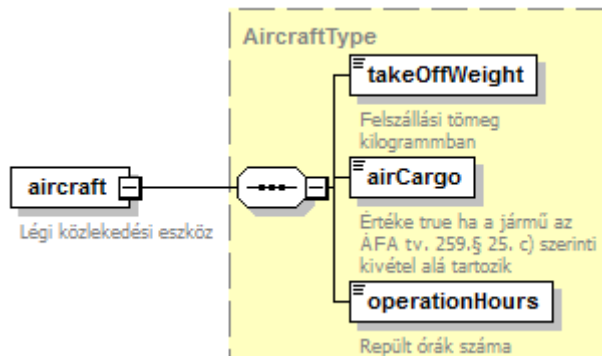 AircraftType
takeOffWeight
Felszállási tömeg
kilogrammban
aircraft
Légi közlekedési eszköz
airCargo
Értéke true ha a jármű az
ÁFA tv. 259.§ 25. c) szerinti
kivétel alá tartozik
operationHours
Repült órák száma